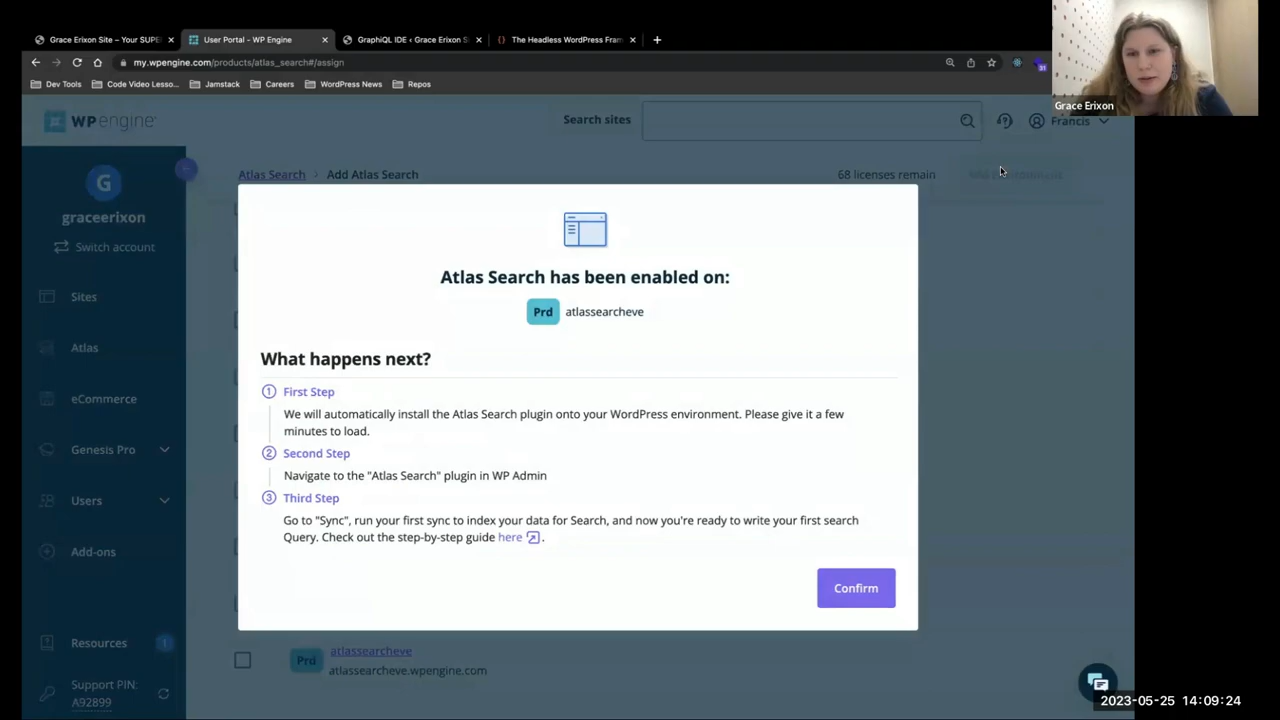 Grace Erixon Site – Your SUPE
User Portal - WP Engine
GraphiQL IDE ‹ Grace Erixon S
The Headless WordPress Fram
my.wpengine.com/products/atlas_search#/assign
Dev Tools
Code Video Lesso...
Jamstack
Careers
WordPress News
Repos
31
Grace Erixon
WPengine
Search sites
Francis
Atlas Search > Add Atlas Search
68 licenses remain
G
graceerixon
Switch account
Sites
Atlas
eCommerce
Genesis Pro
Users
Add-ons
Resources
1
Support PIN:
A92899
Atlas Search has been enabled on:
Prd atlassearcheve
What happens next?
1 First Step
We will automatically install the Atlas Search plugin onto your WordPress environment. Please give it a few
minutes to load.
2 Second Step
Navigate to the "Atlas Search" plugin in WP Admin
3 Third Step
Go to "Sync", run your first sync to index your data for Search, and now you're ready to write your first search
Query. Check out the step-by-step guide here .
Confirm
Prd
atlassearcheve
atlassearcheve.wpengine.com
2023-05-25 14:09:24